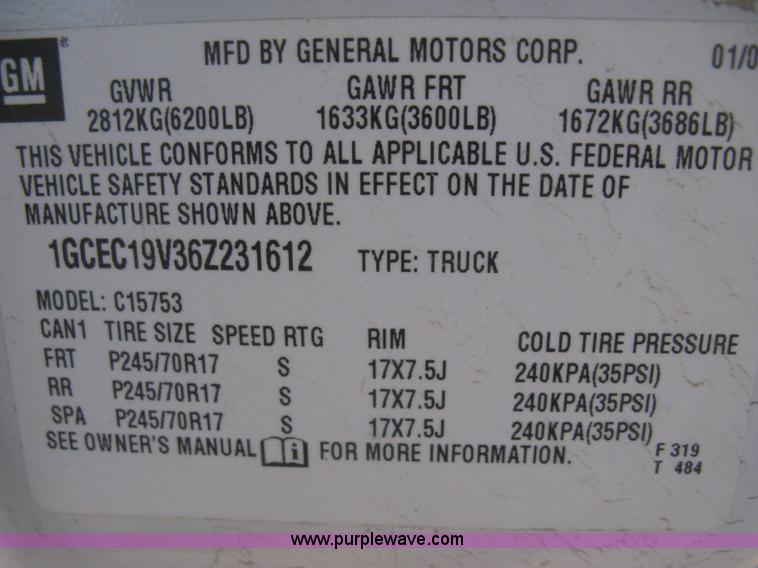 GM ® MFD BY GENERAL MOTORS CORP. 01/0
GVWR GAWR FRT GAWR RR
2812KG(6200LB) 1633KG(3600LB) 1672KG(3686LB)
THIS VEHICLE CONFORMS TO ALL APPLICABLE U.S. FEDERAL MOTOR
VEHICLE SAFETY STANDARDS IN EFFECT ON THE DATE OF
MANUFACTURE SHOWN ABOVE.
1GCEC19V36Z231612 TYPE: TRUCK
MODEL: C15753
CAN1 TIRE SIZE SPEED RTG RIM COLD TIRE PRESSURE
FRT P245/70R17 S 17X7.5J 240KPA(35PSI)
RR P245/70R17 S 17X7.5J 240KPA(35PSI)
SPA P245/70R17 S 17X7.5J 240KPA(35PSI)
SEE OWNER'S MANUAL i FOR MORE INFORMATION. F 319
T 484
www.purplewave.com